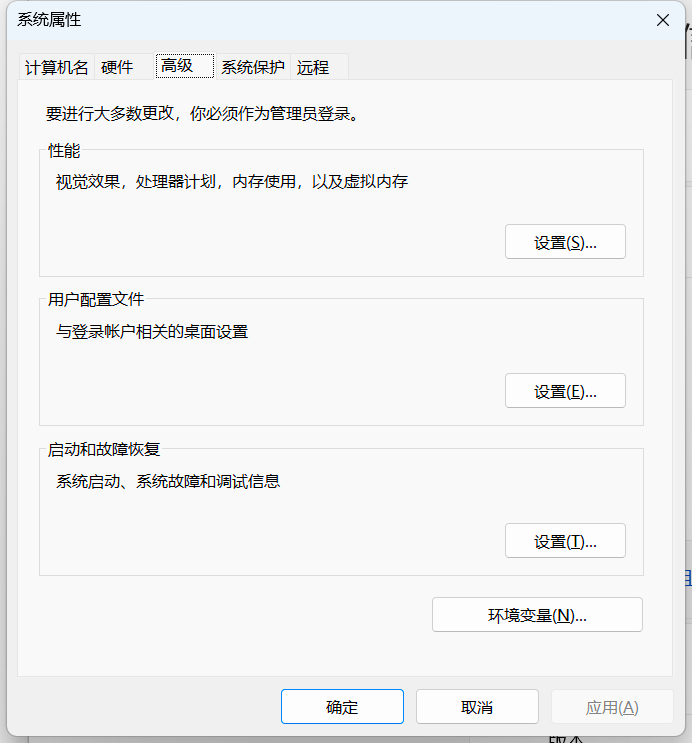 系统属性
计算机名 硬件 高级 系统保护 远程
要进行大多数更改，你必须作为管理员登录。
性能
视觉效果，处理器计划，内存使用，以及虚拟内存
设置(S)...
用户配置文件
与登录帐户相关的桌面设置
设置(E)...
启动和故障恢复
系统启动、系统故障和调试信息
设置(T)...
环境变量(N)...
确定 取消 应用(A)